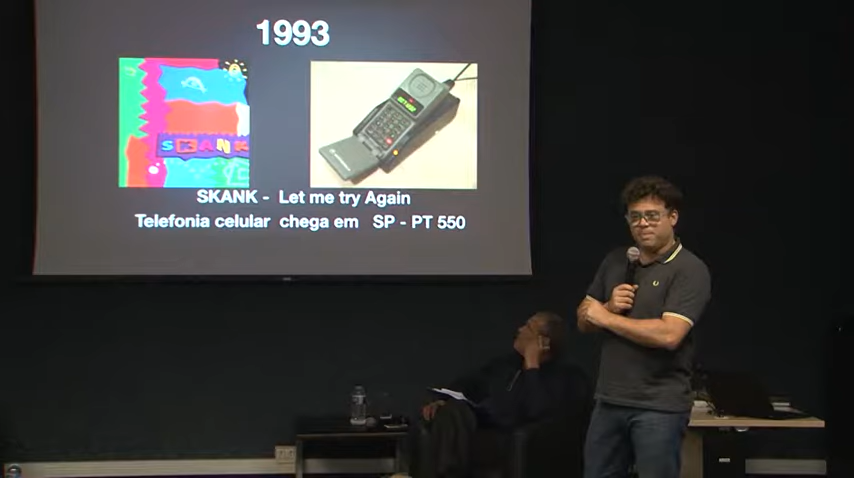 1993
SKANK
SKANK - Let me try Again
Telefonia celular chega em SP - PT 550